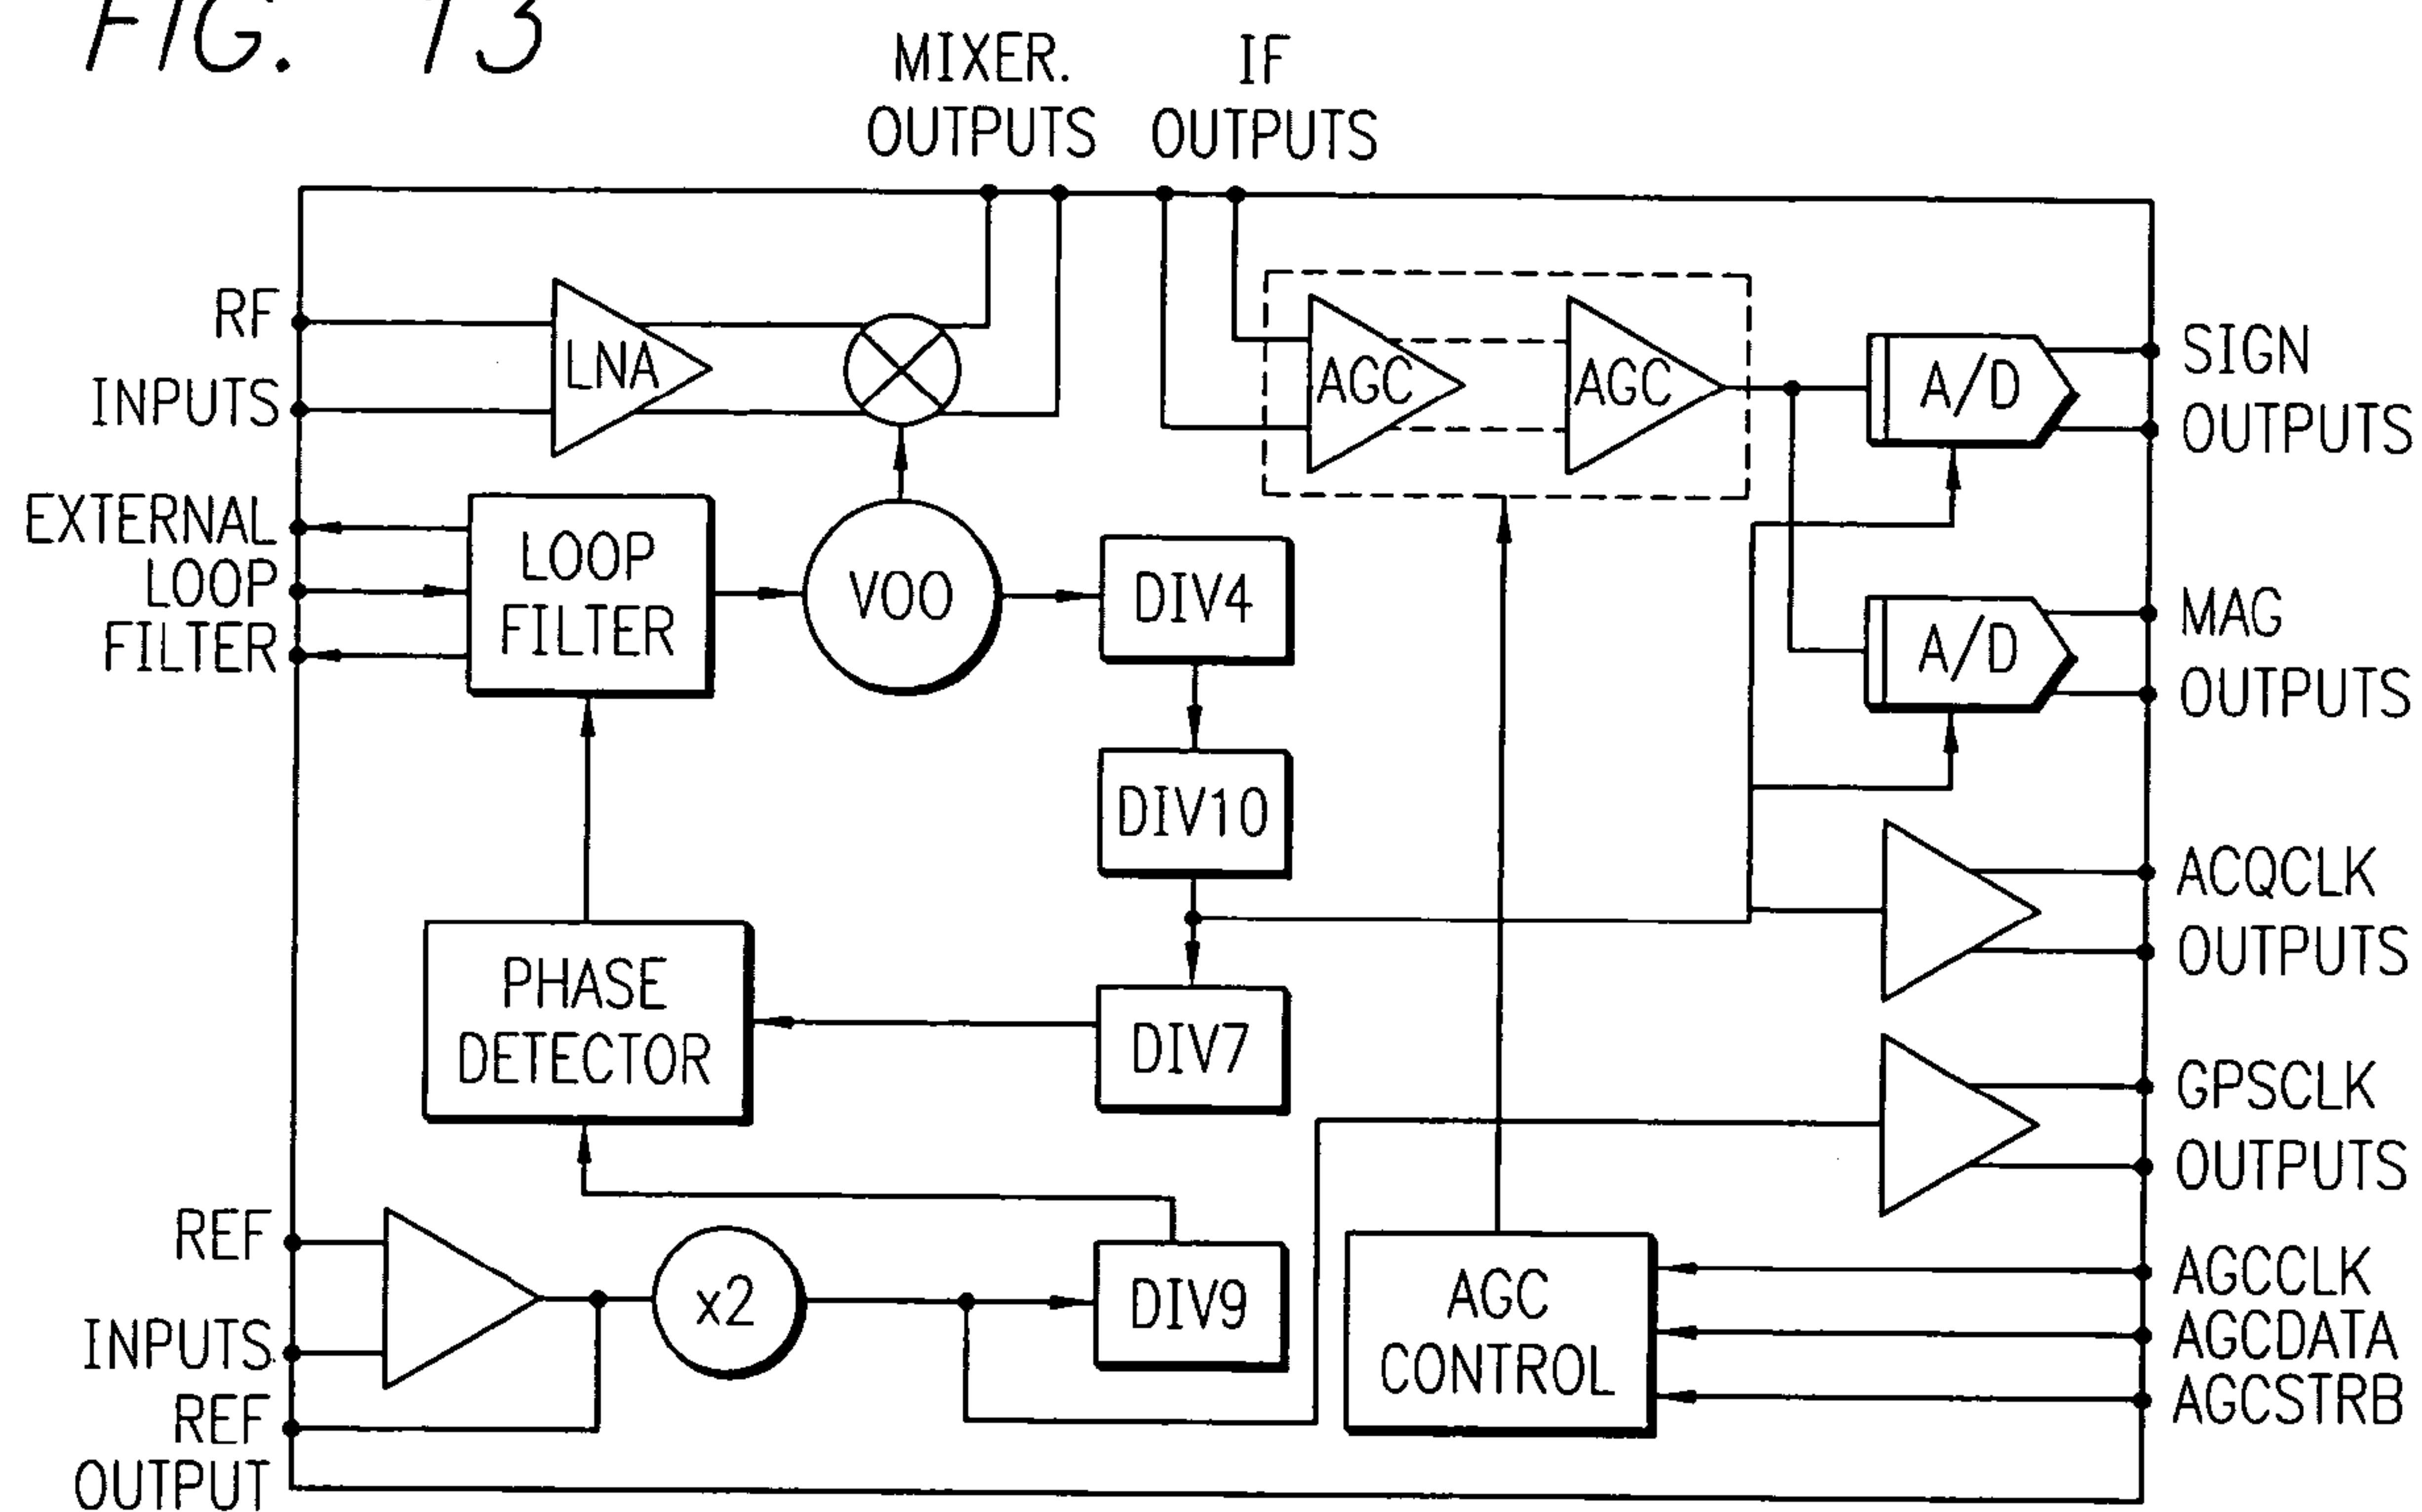 FIG. 13
MIXER.
OUTPUTS
IF
OUTPUTS
RF
INPUTS
LNA
AGC
AGC
A/D
SIGN
OUTPUTS
EXTERNAL
LOOP
FILTER
LOOP
FILTER
VOO
DIV4
A/D
MAG
OUTPUTS
DIV10
ACQCLK
OUTPUTS
PHASE
DETECTOR
DIV7
GPSCLK
OUTPUTS
REF
INPUTS
REF
OUTPUT
x2
DIV9
AGC
CONTROL
AGCCLK
AGCDATA
AGCSTRB